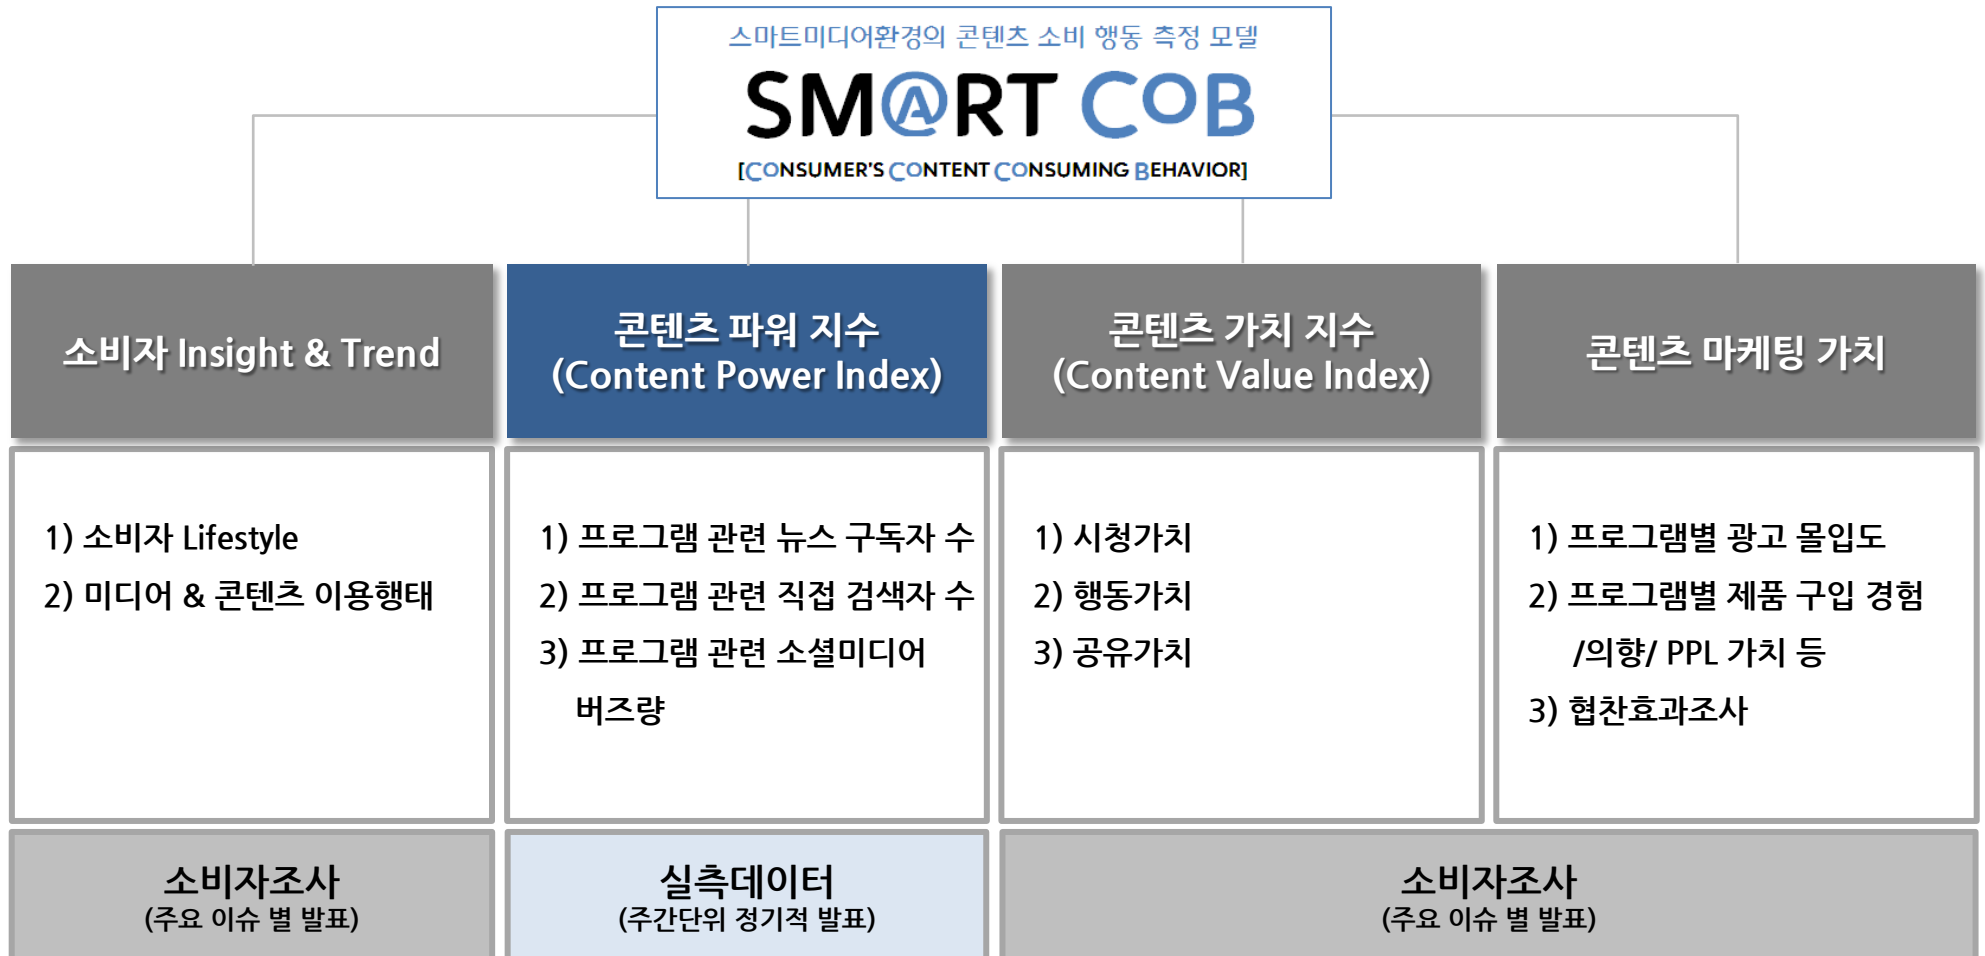 스마트미디어환경의 콘텐츠 소비 행동 측정 모델
SM@RT COB
[CONSUMER'S CONTENT CONSUMING BEHAVIOR]
소비자 Insight & Trend
콘텐츠 파워 지수
(Content Power Index)
콘텐츠 가치 지수
(Content Value Index)
콘텐츠 마케팅 가치
1) 소비자 Lifestyle
2) 미디어 & 콘텐츠 이용행태
1) 프로그램 관련 뉴스 구독자 수
2) 프로그램 관련 직접 검색자 수
3) 프로그램 관련 소셜미디어
버즈량
1) 시청가치
2) 행동가치
3) 공유가치
1) 프로그램별 광고 몰입도
2) 프로그램별 제품 구입 경험
/의향/ PPL 가치 등
3) 협찬효과조사
소비자조사
(주요 이슈 별 발표)
실측데이터
(주간단위 정기적 발표)
소비자조사
(주요 이슈 별 발표)